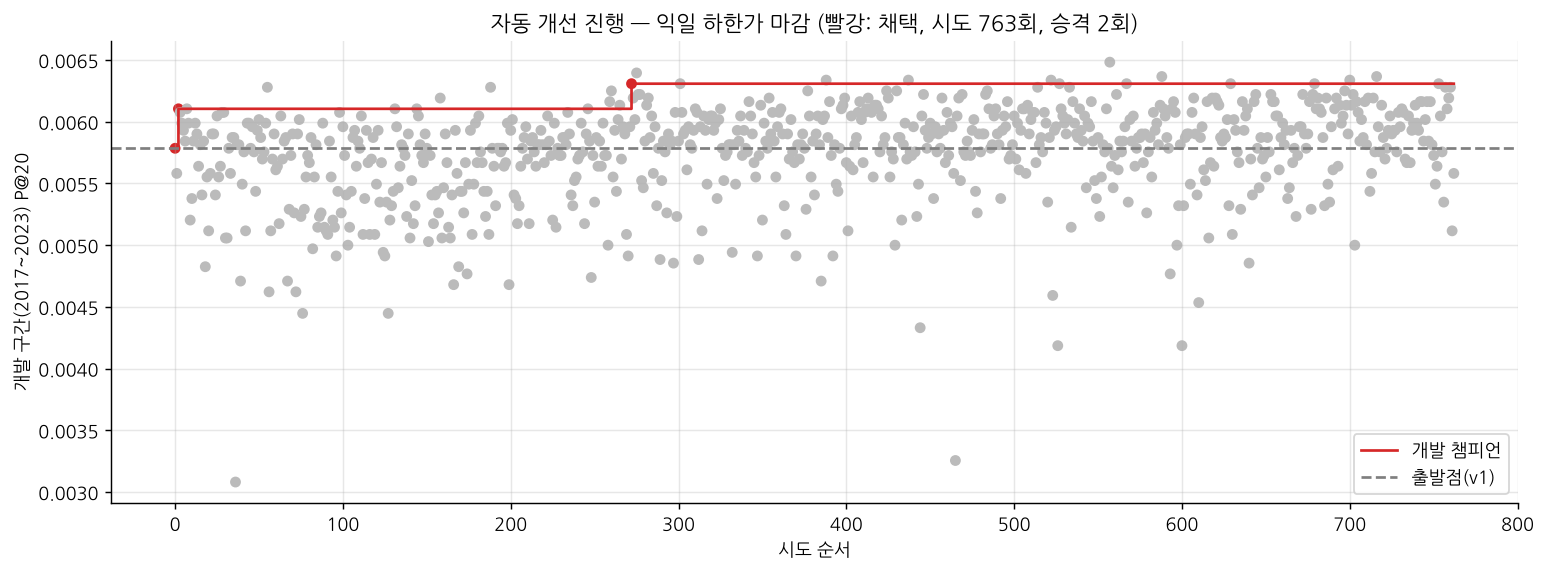 자동 개선 진행 — 익일 하한가 마감 (빨강: 채택, 시도 763회, 승격 2회)
개발 구간(2017~2023) P@20
0.0065
0.0060
0.0055
0.0050
0.0045
0.0040
0.0035
0.0030
개발 챔피언
출발점(v1)
0 100 200 300 400 500 600 700 800
시도 순서